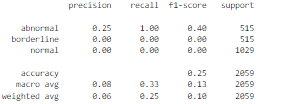 precision recall f1-score support
abnormal 0.25 1.00 0.40 515
borderline 0.00 0.00 0.00 515
normal 0.00 0.00 0.00 1029
accuracy 0.25 2059
macro avg 0.08 0.33 0.13 2059
weighted avg 0.06 0.25 0.10 2059